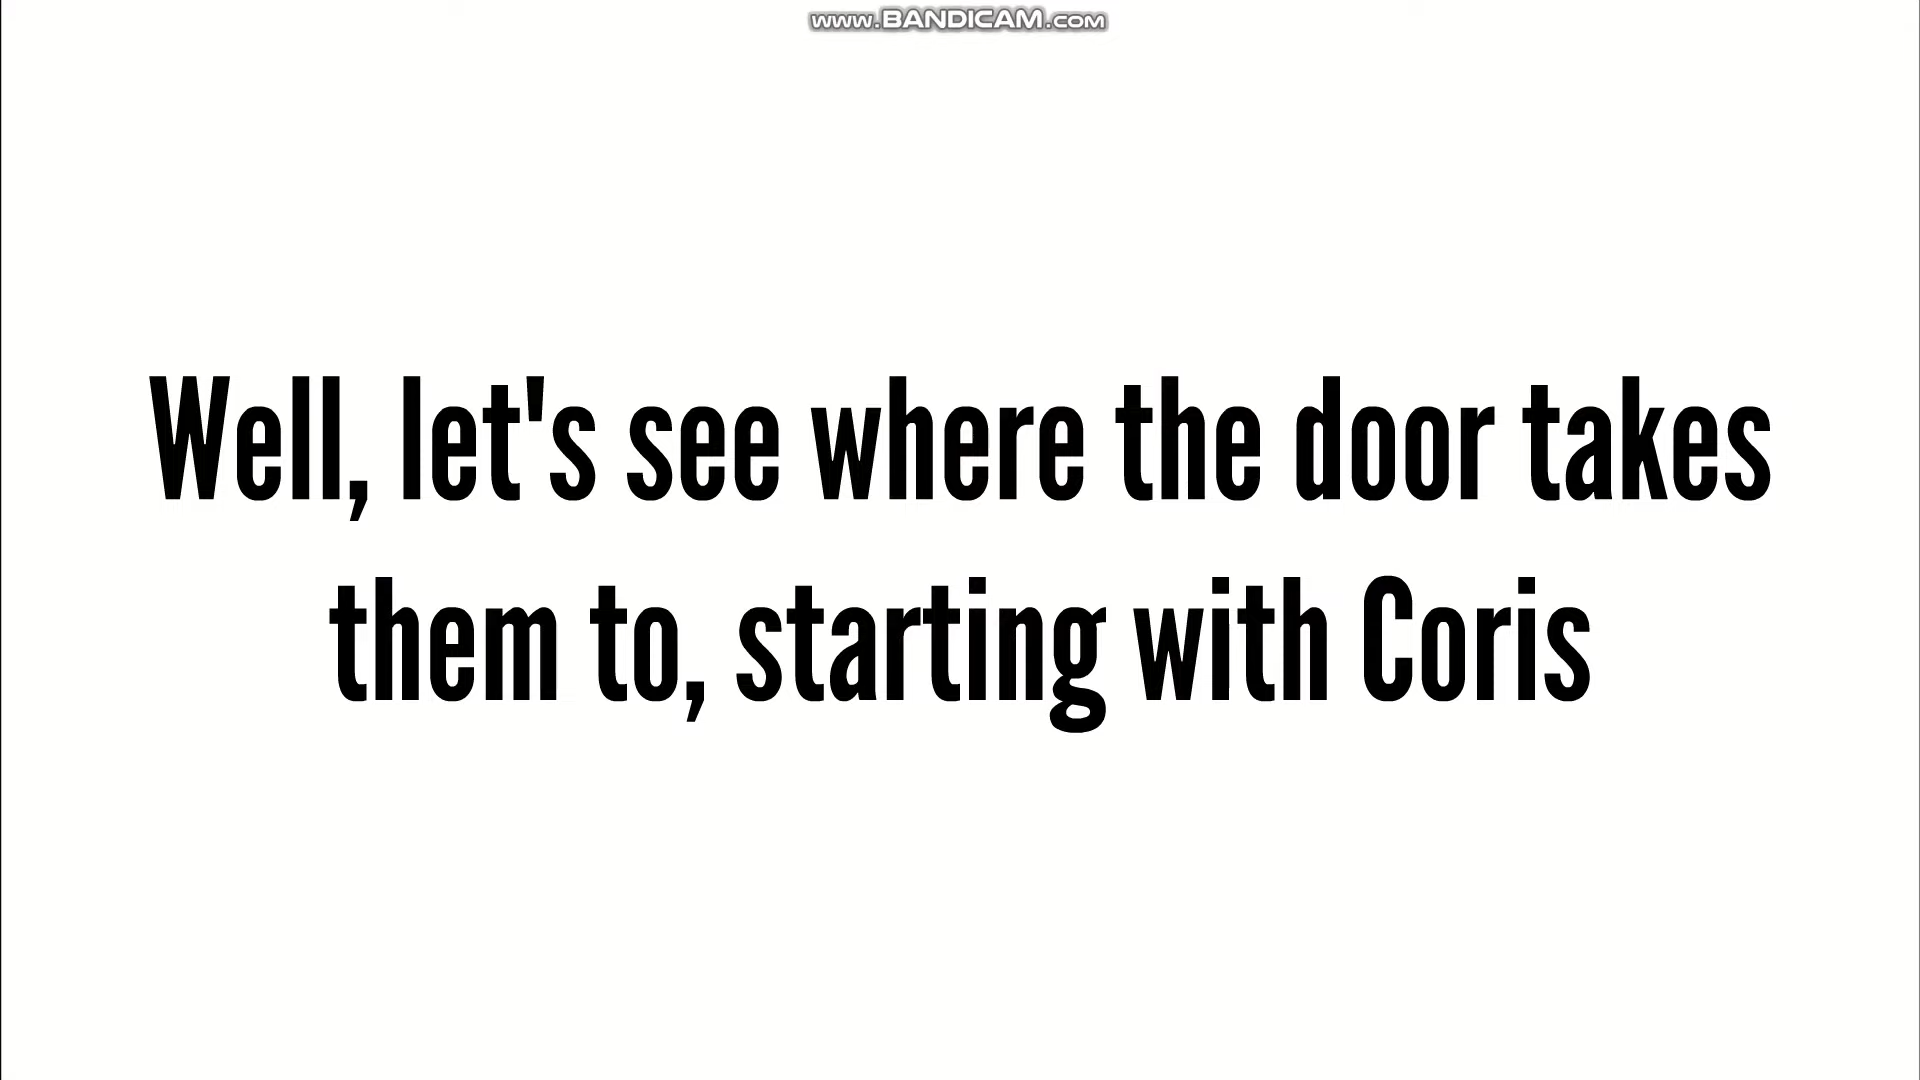 www.BANDICAM.com
Well, let's see where the door takes
them to, starting with Coris